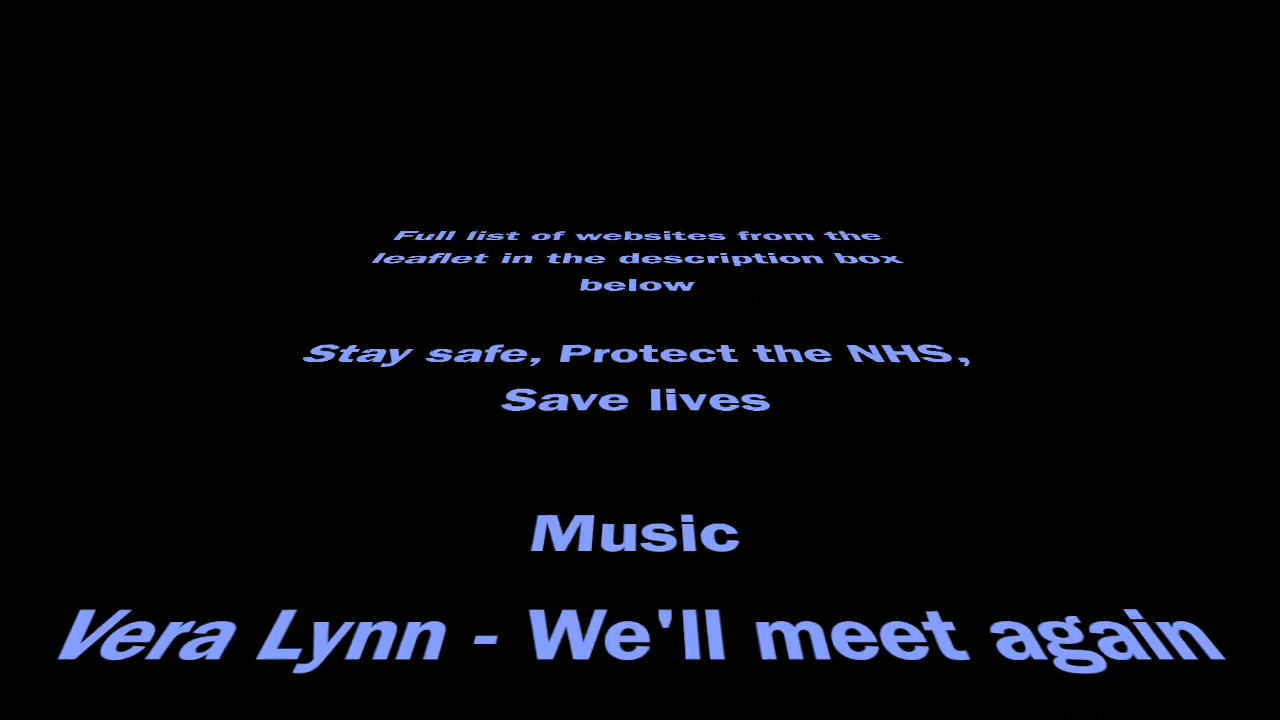 Full list of websites from the
leaflet in the description box
below
Stay safe, Protect the NHS,
Save lives
Music
Vera Lynn - We'll meet again